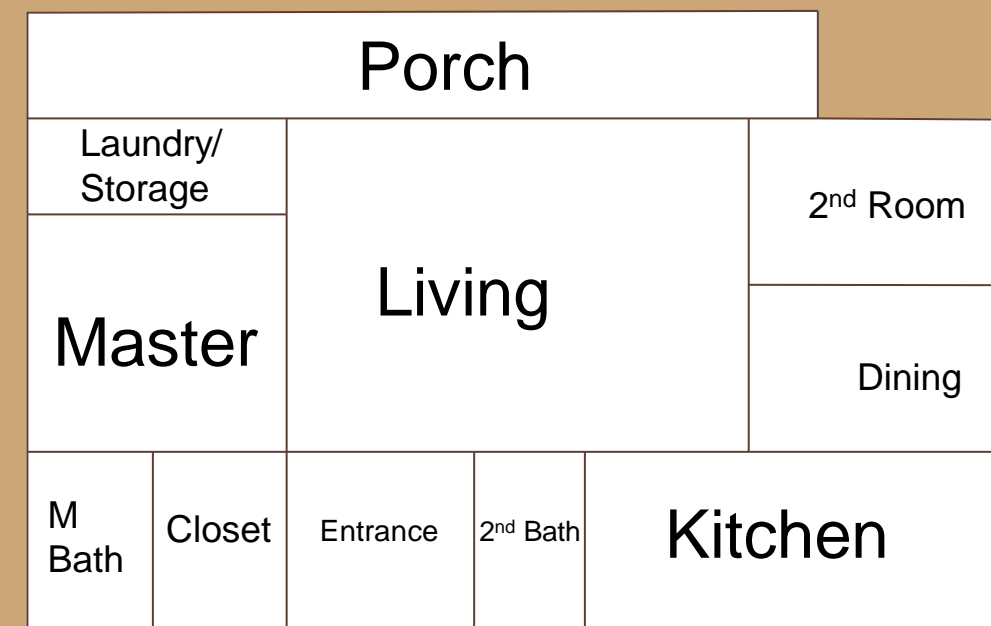 Porch
Laundry/
Storage
2nd Room
Living
Master
Dining
M
Bath
Closet
Entrance
2nd Bath
Kitchen